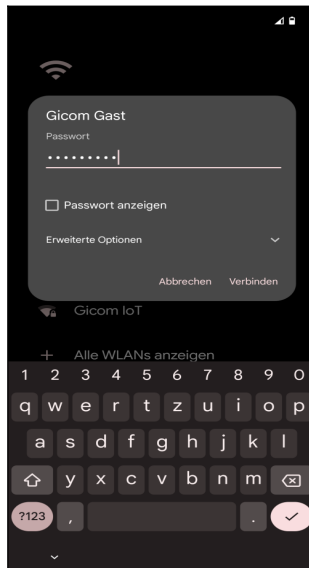 Gicom Gast
Passwort
•••••••••
Passwort anzeigen
Erweiterte Optionen
Abbrechen Verbinden
Gicom IoT
+ Alle WLANs anzeigen
1 2 3 4 5 6 7 8 9 0
q w e r t z u i o p
a s d f g h j k l
y x c v b n m
?123 , .